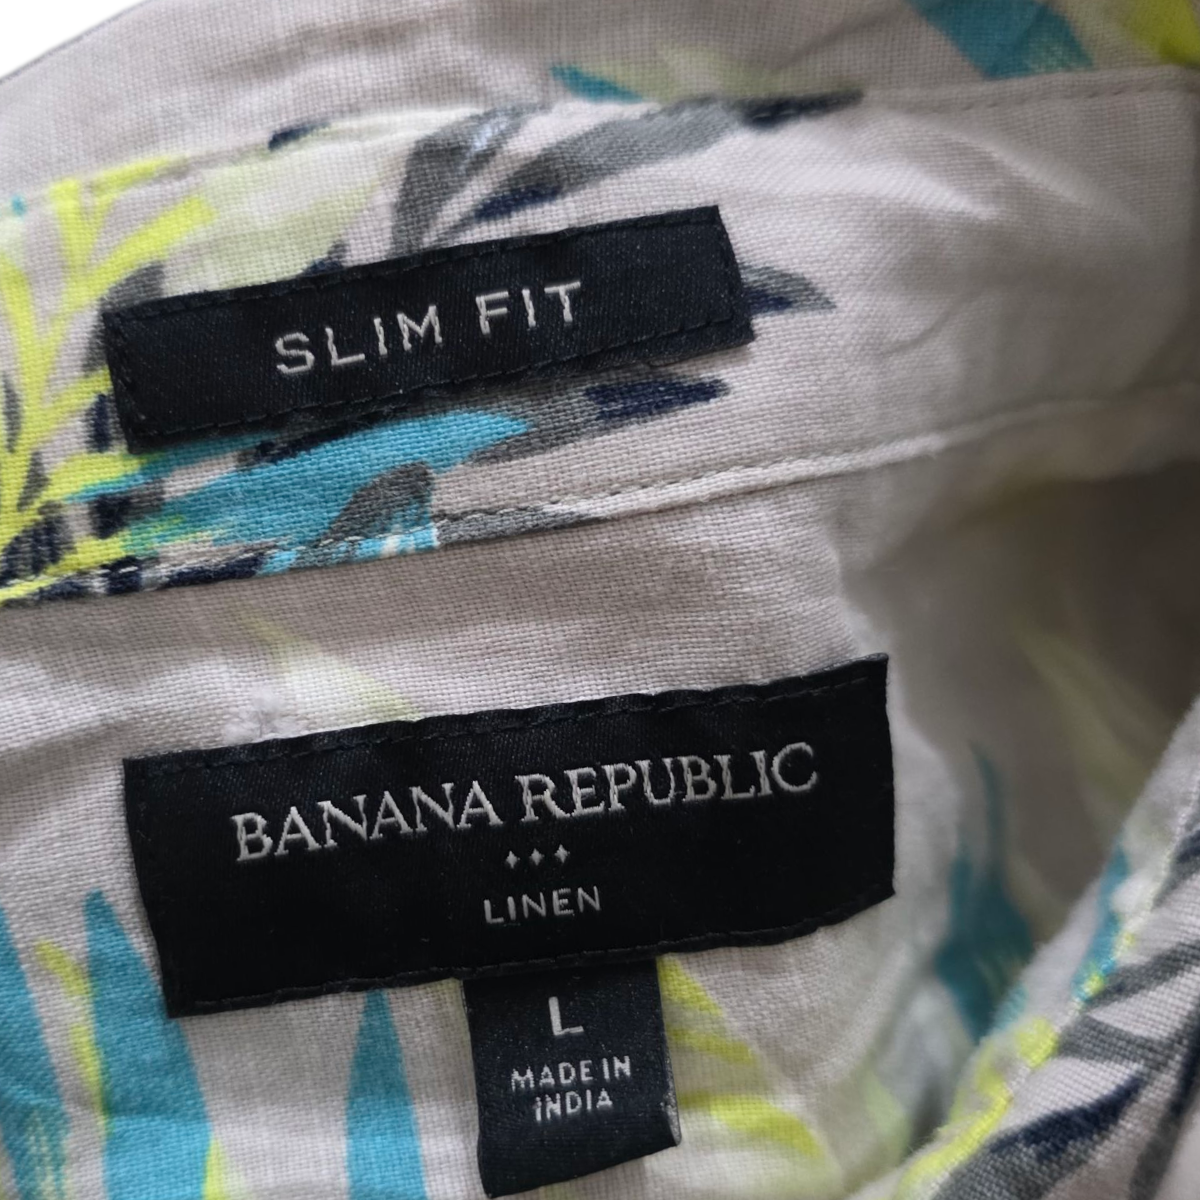 SLIM FIT
BANANA REPUBLIC
LINEN
L
MADE IN
INDIA